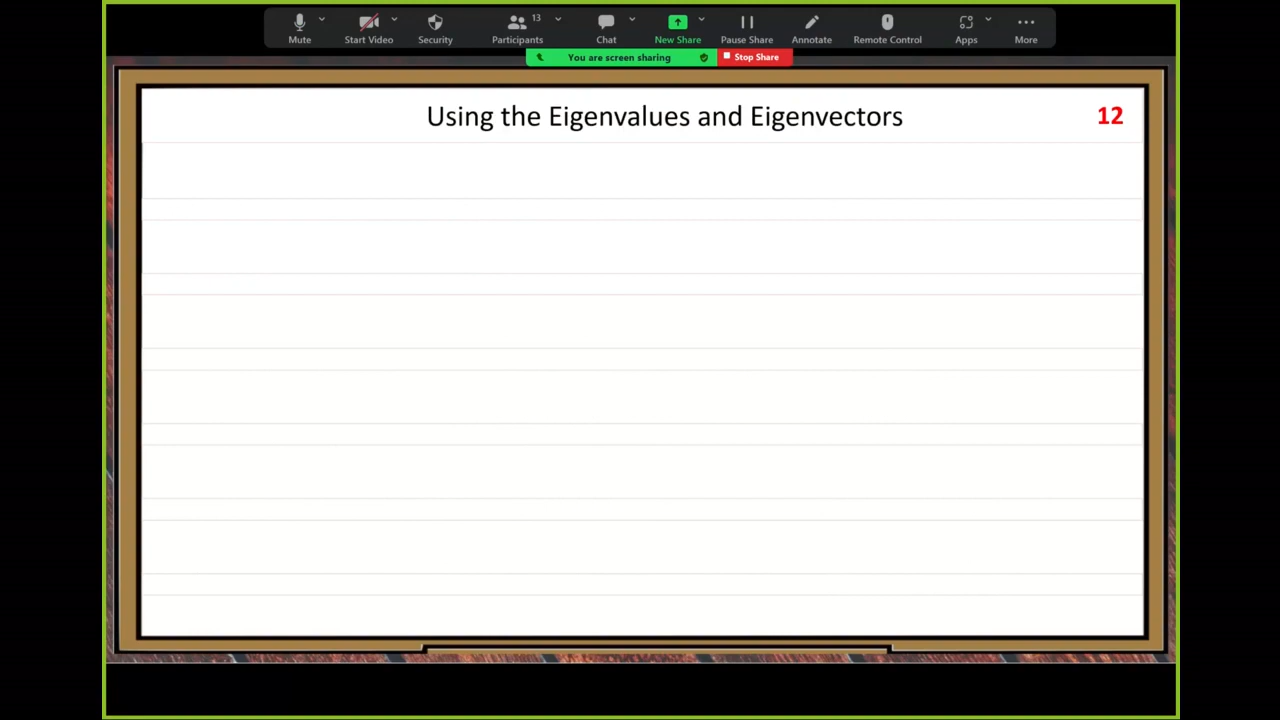 13
Mute Start Video Security Participants Chat New Share Pause Share Annotate Remote Control Apps More
You are screen sharing Stop Share
Using the Eigenvalues and Eigenvectors 12